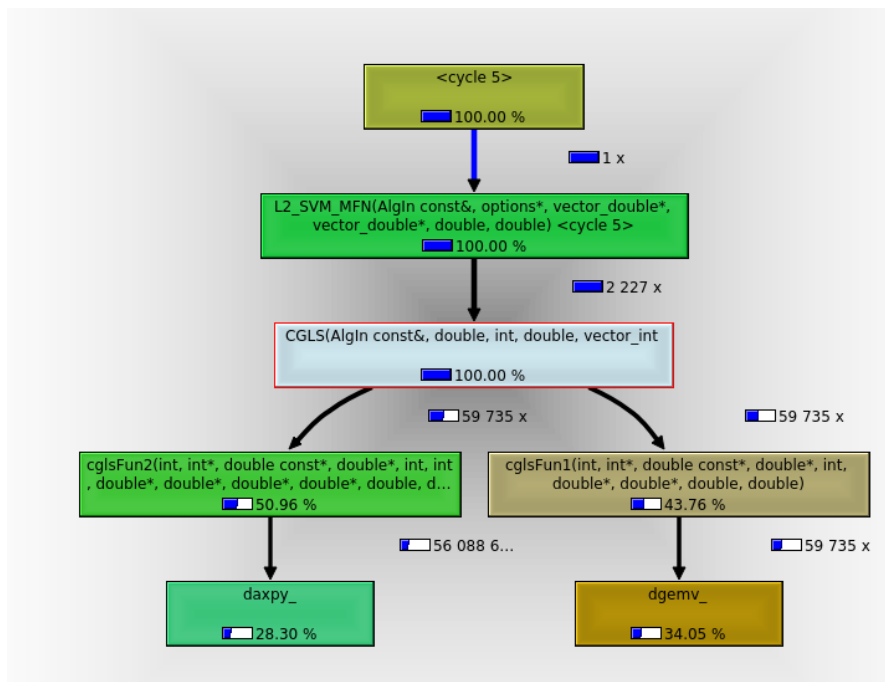 <cycle 5>
100.00 %
1 x
L2_SVM_MFN(AlgIn const&, options*, vector_double*,
vector_double*, double, double) <cycle 5>
100.00 %
2 227 x
CGLS(AlgIn const&, double, int, double, vector_int
100.00 %
59 735 x
59 735 x
cglsFun2(int, int*, double const*, double*, int, int
, double*, double*, double*, double*, double, d...
50.96 %
cglsFun1(int, int*, double const*, double*, int,
double*, double*, double, double)
43.76 %
56 088 6...
59 735 x
daxpy_
28.30 %
dgemv_
34.05 %